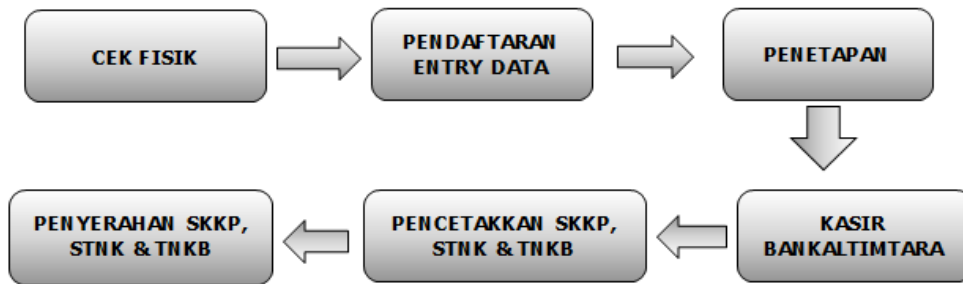 CEK FISIK
PENDAFTARAN
ENTRY DATA
PENETAPAN
KASIR
BANKALTIMTARA
PENCETAKKAN SKKP,
STNK & TNKB
PENYERAHAN SKKP,
STNK & TNKB